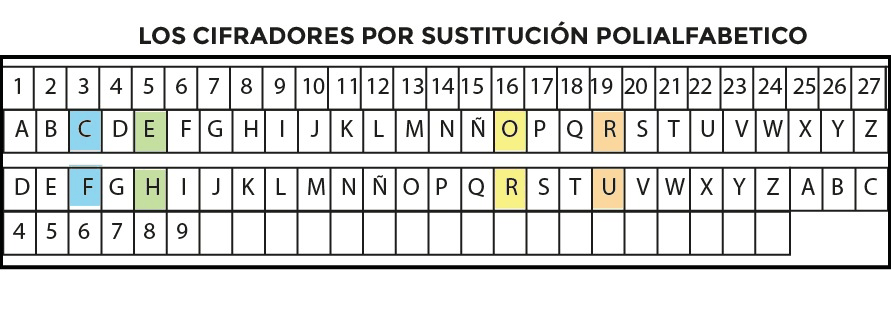 LOS CIFRADORES POR SUSTITUCIÓN POLIALFABETICO
1 2 3 4 5 6 7 8 9 10 11 12 13 14 15 16 17 18 19 20 21 22 23 24 25 26 27
A B C D E F G H I J K L M N Ñ O P Q R S T U V W X Y Z
D E F G H I J K L M N Ñ O P Q R S T U V W X Y Z A B C
4 5 6 7 8 9